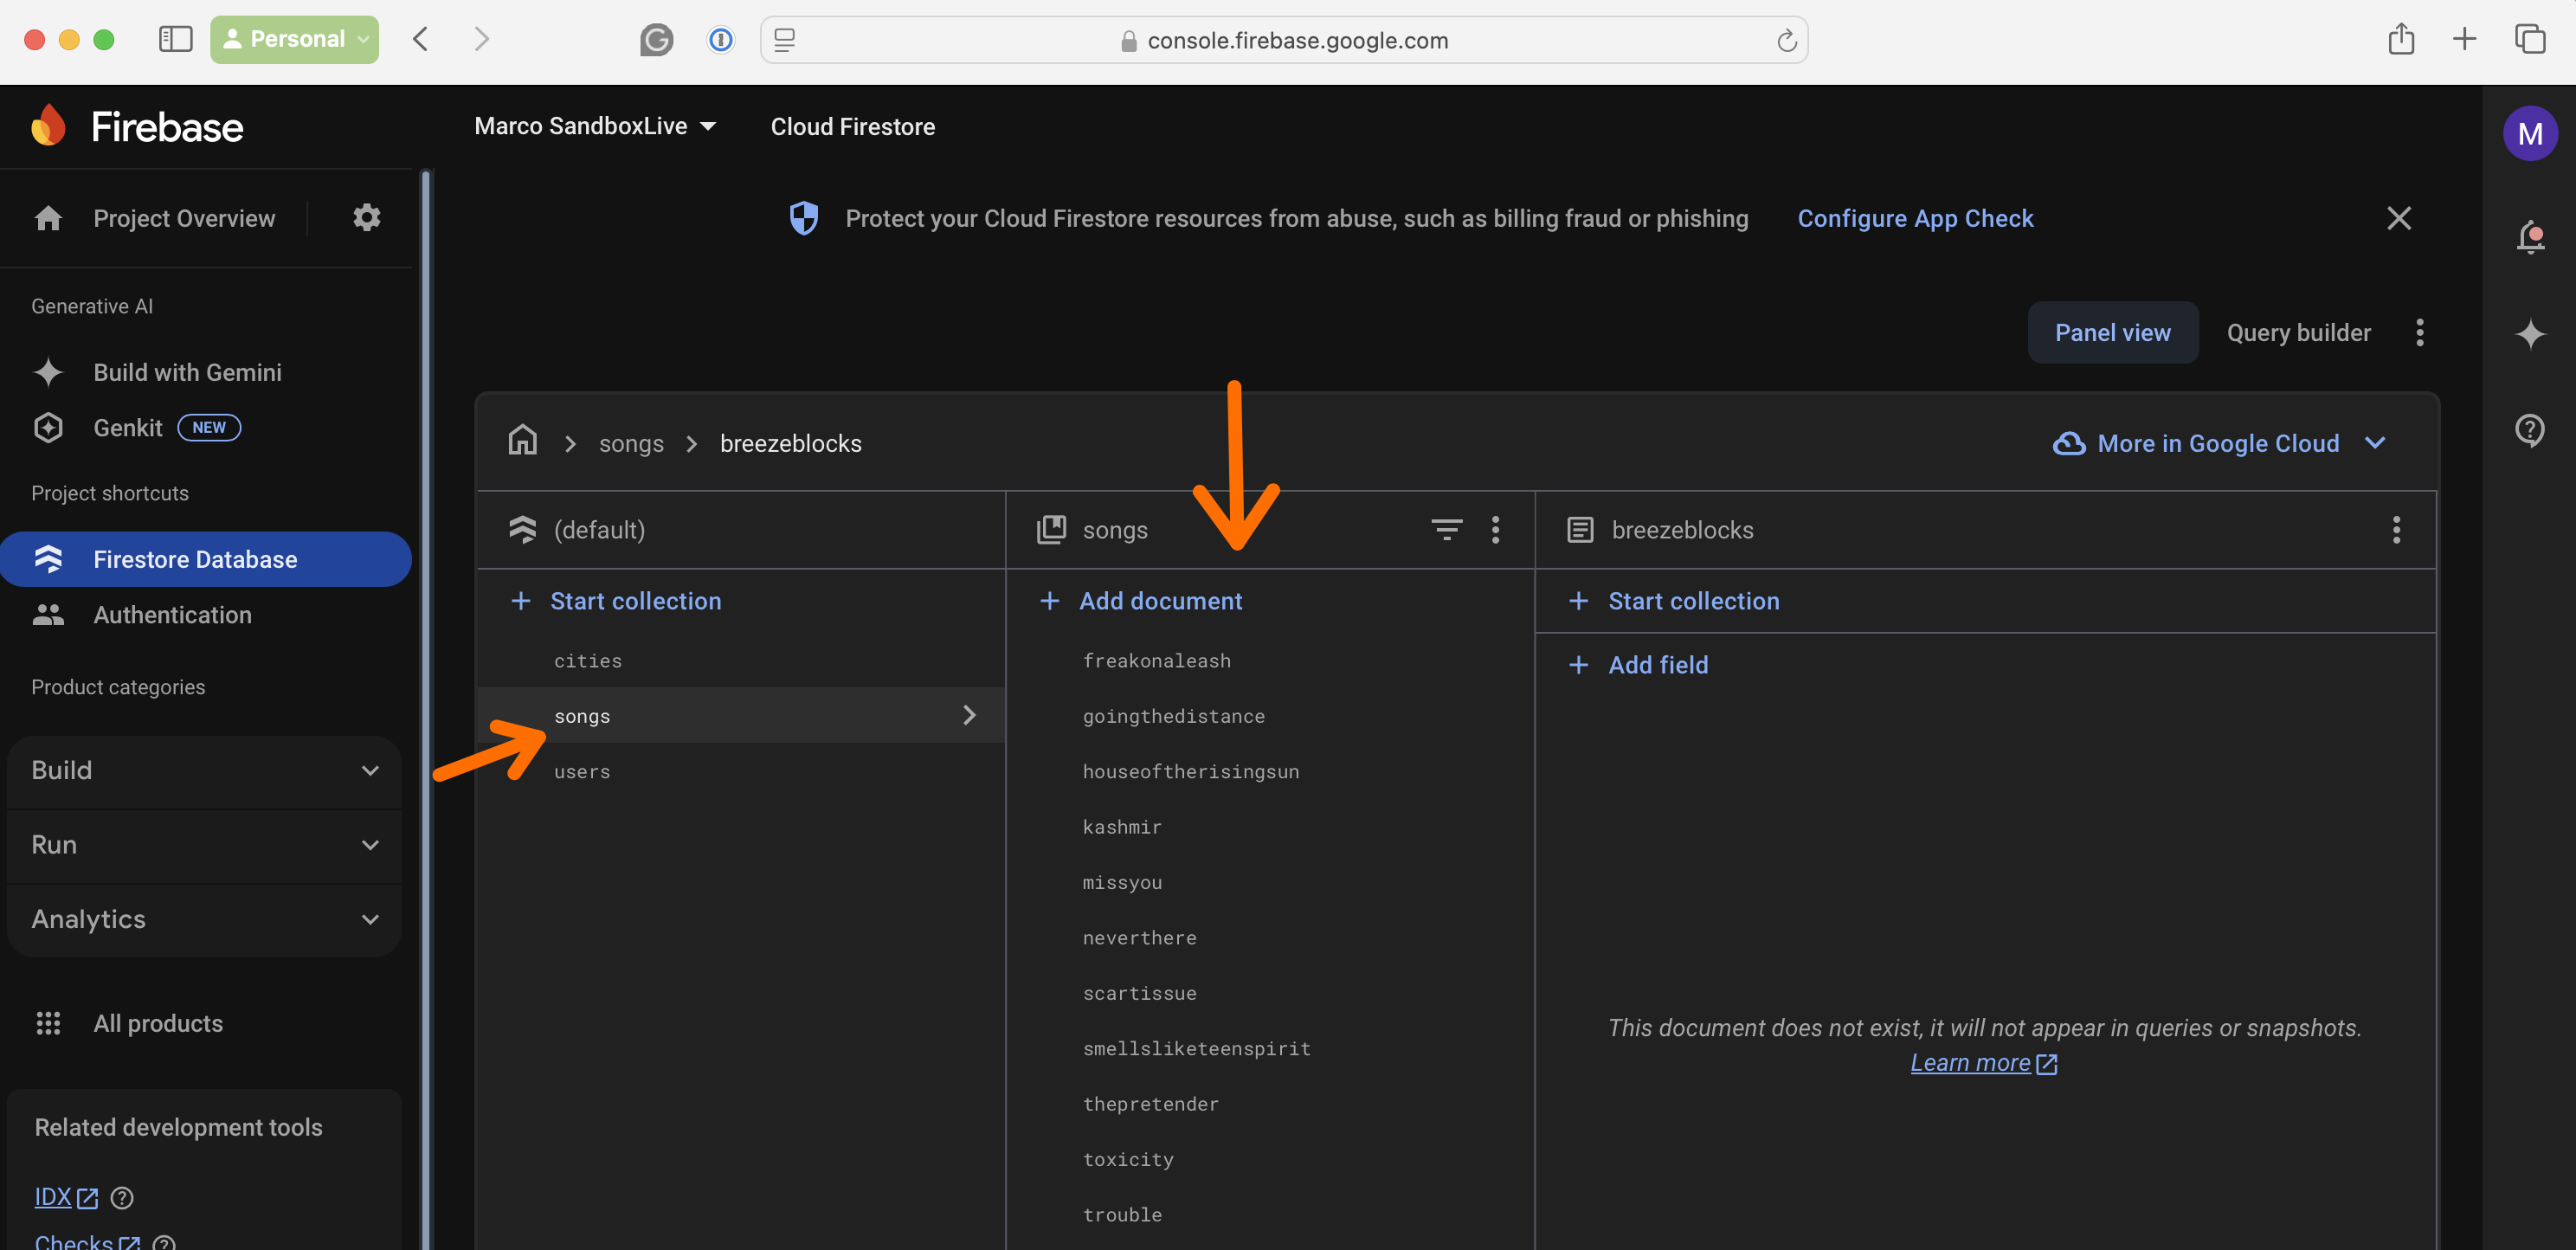 Personal
console.firebase.google.com
Firebase
Marco SandboxLive
Cloud Firestore
M
Project Overview
Protect your Cloud Firestore resources from abuse, such as billing fraud or phishing
Configure App Check
Generative AI
Build with Gemini
Genkit
NEW
Project shortcuts
Firestore Database
Authentication
Product categories
Build
Run
Analytics
All products
Related development tools
IDX
Checks
Panel view
Query builder
songs
breezeblocks
More in Google Cloud
(default)
Start collection
cities
songs
users
songs
Add document
freakonaleash
goingthedistance
houseoftherisingsun
kashmir
missyou
neverthere
scartissue
smellsliketeenspirit
thepretender
toxicity
trouble
breezeblocks
Start collection
Add field
This document does not exist, it will not appear in queries or snapshots.
Learn more